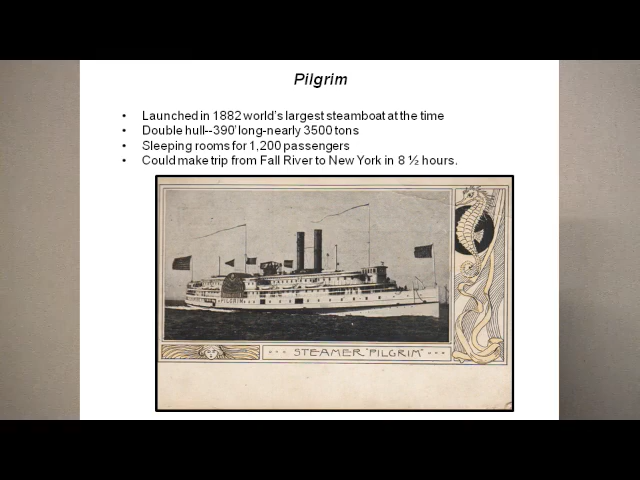 Pilgrim
• Launched in 1882 world's largest steamboat at the time
• Double hull--390' long-nearly 3500 tons
• Sleeping rooms for 1,200 passengers
• Could make trip from Fall River to New York in 8 ½ hours.
PILGRIM
STEAMER "PILGRIM"